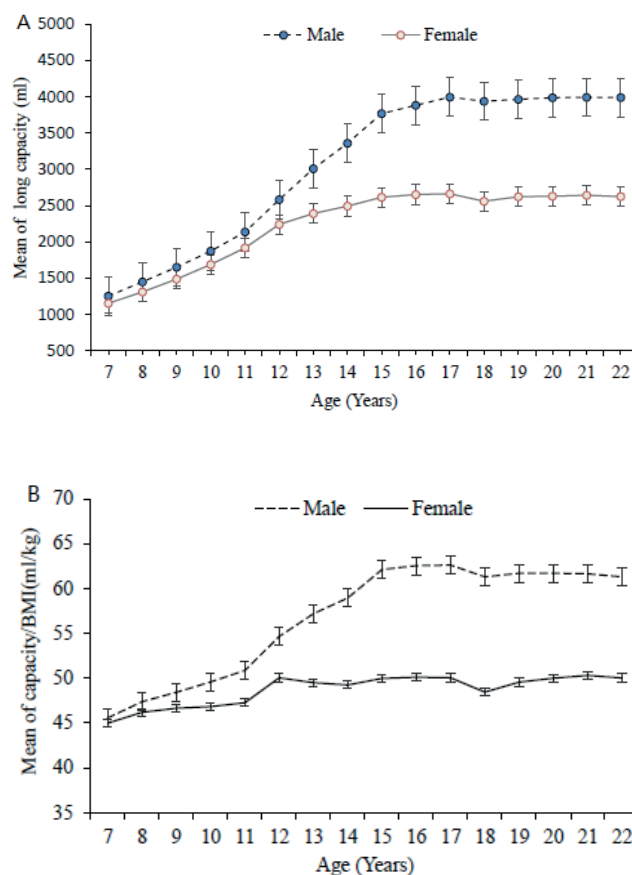 A
Male Female
Mean of long capacity (ml)
5000
4500
4000
3500
3000
2500
2000
1500
1000
500
7 8 9 10 11 12 13 14 15 16 17 18 19 20 21 22
Age (Years)
B
Male Female
Mean of capacity/BMI(ml/kg)
70
65
60
55
50
45
40
35
7 8 9 10 11 12 13 14 15 16 17 18 19 20 21 22
Age (Years)